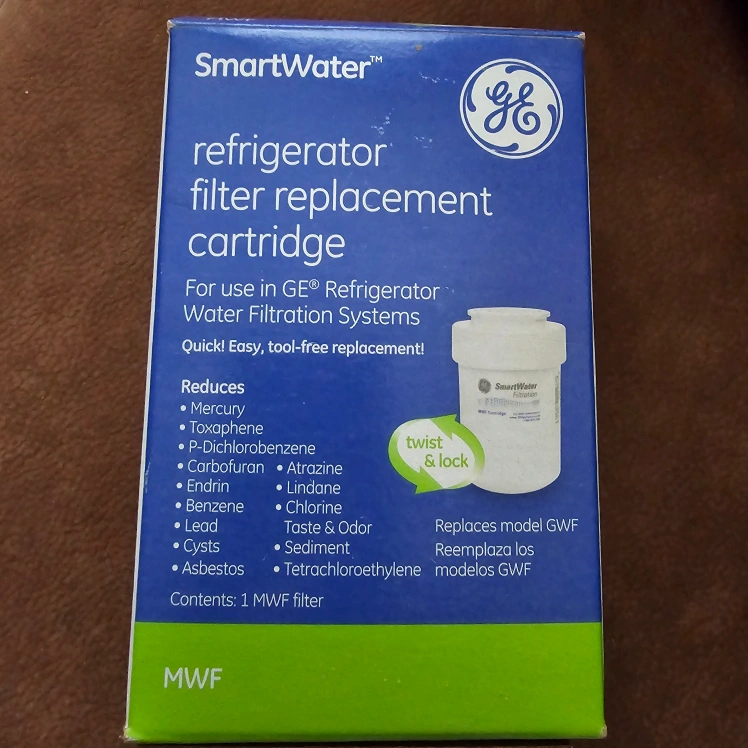 SmartWater™
GE
refrigerator
filter replacement
cartridge
For use in GE® Refrigerator
Water Filtration Systems
Quick! Easy, tool-free replacement!
Reduces
• Mercury
• Toxaphene
• P-Dichlorobenzene
• Carbofuran
• Endrin
• Benzene
• Lead
• Cysts
• Asbestos
• Atrazine
• Lindane
• Chlorine
Taste & Odor
• Sediment
• Tetrachloroethylene
Contents: 1 MWF filter
SmartWater
Filtration
twist
& lock
Replaces model GWF
Reemplaza los
modelos GWF
MWF